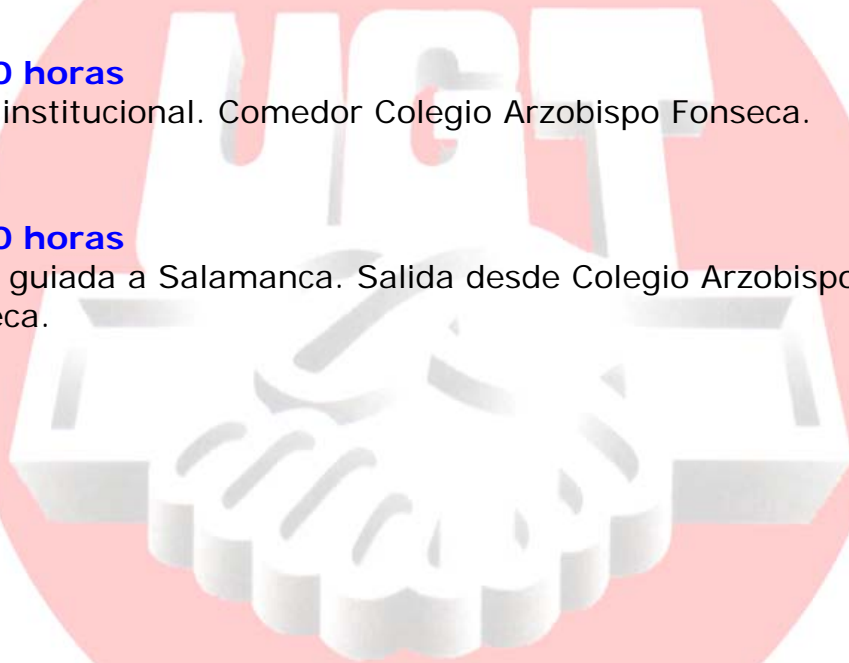 0 horas
institucional. Comedor Colegio Arzobispo Fonseca.
0 horas
guiada a Salamanca. Salida desde Colegio Arzobispo
eca.
UGT